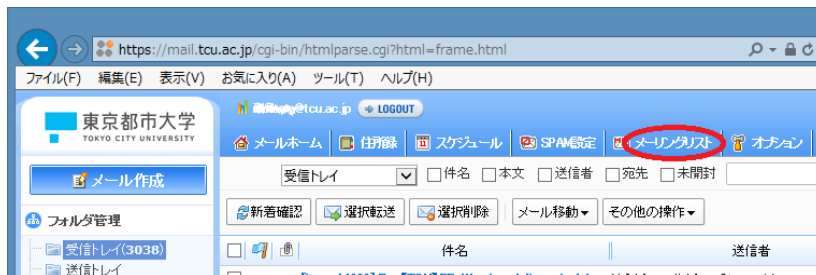 https://mail.tcu.ac.jp/cgi-bin/htmlparse.cgi?html=frame.html
ファイル(F) 編集(E) 表示(V) お気に入り(A) ツール(T) ヘルプ(H)
東京都市大学
TOKYO CITY UNIVERSITY
@tcu.ac.jp LOGOUT
メールホーム 住所録 スケジュール SPAM設定 メーリングリスト オプション
メール作成
受信トレイ 件名 本文 送信者 宛先 未開封
フォルダ管理
新着確認 選択転送 選択削除 メール移動 その他の操作
受信トレイ(3038)
件名 送信者
送信トレイ